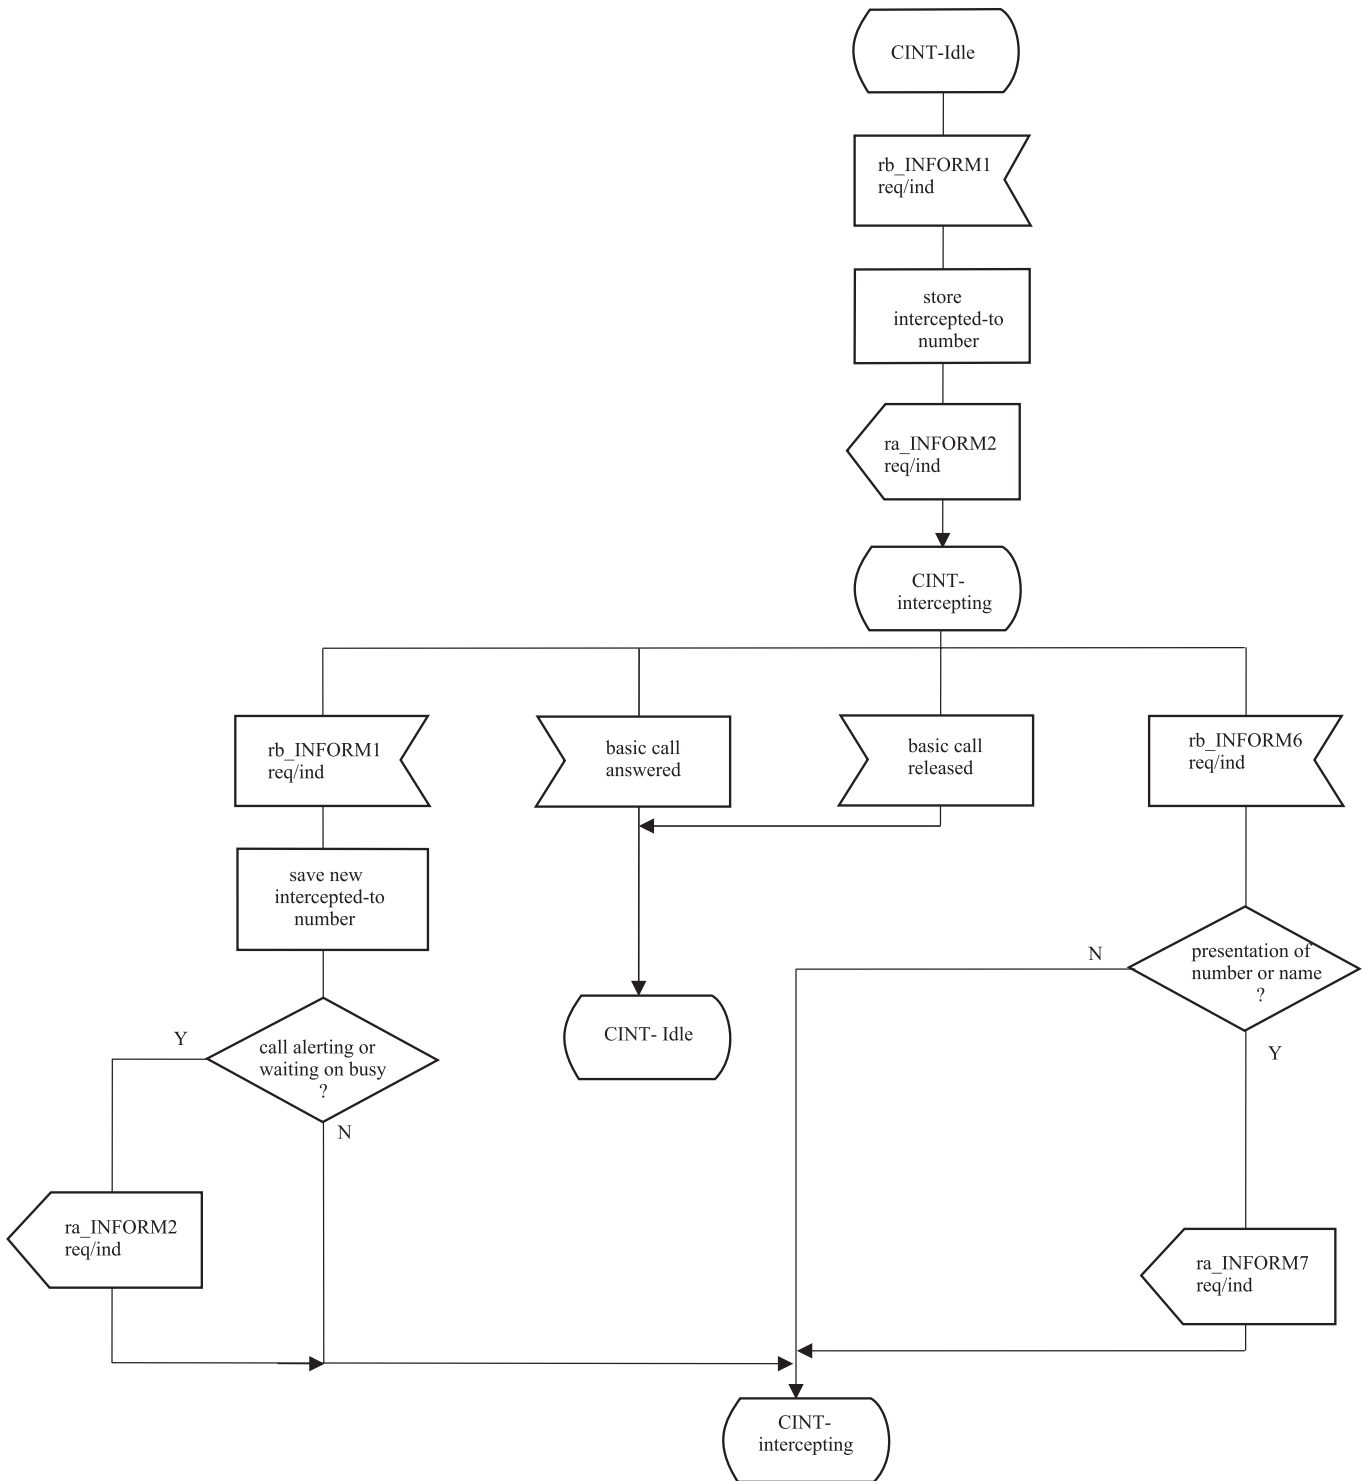 CINT-Idle
rb_INFORM1
req/ind
store
intercepted-to
number
ra_INFORM2
req/ind
CINT-
intercepting
rb_INFORM1
req/ind
basic call
answered
basic call
released
rb_INFORM6
req/ind
save new
intercepted-to
number
N
presentation of
number or name
?
CINT- Idle
Y
call alerting or
waiting on busy
?
Y
N
ra_INFORM2
req/ind
ra_INFORM7
req/ind
CINT-
intercepting